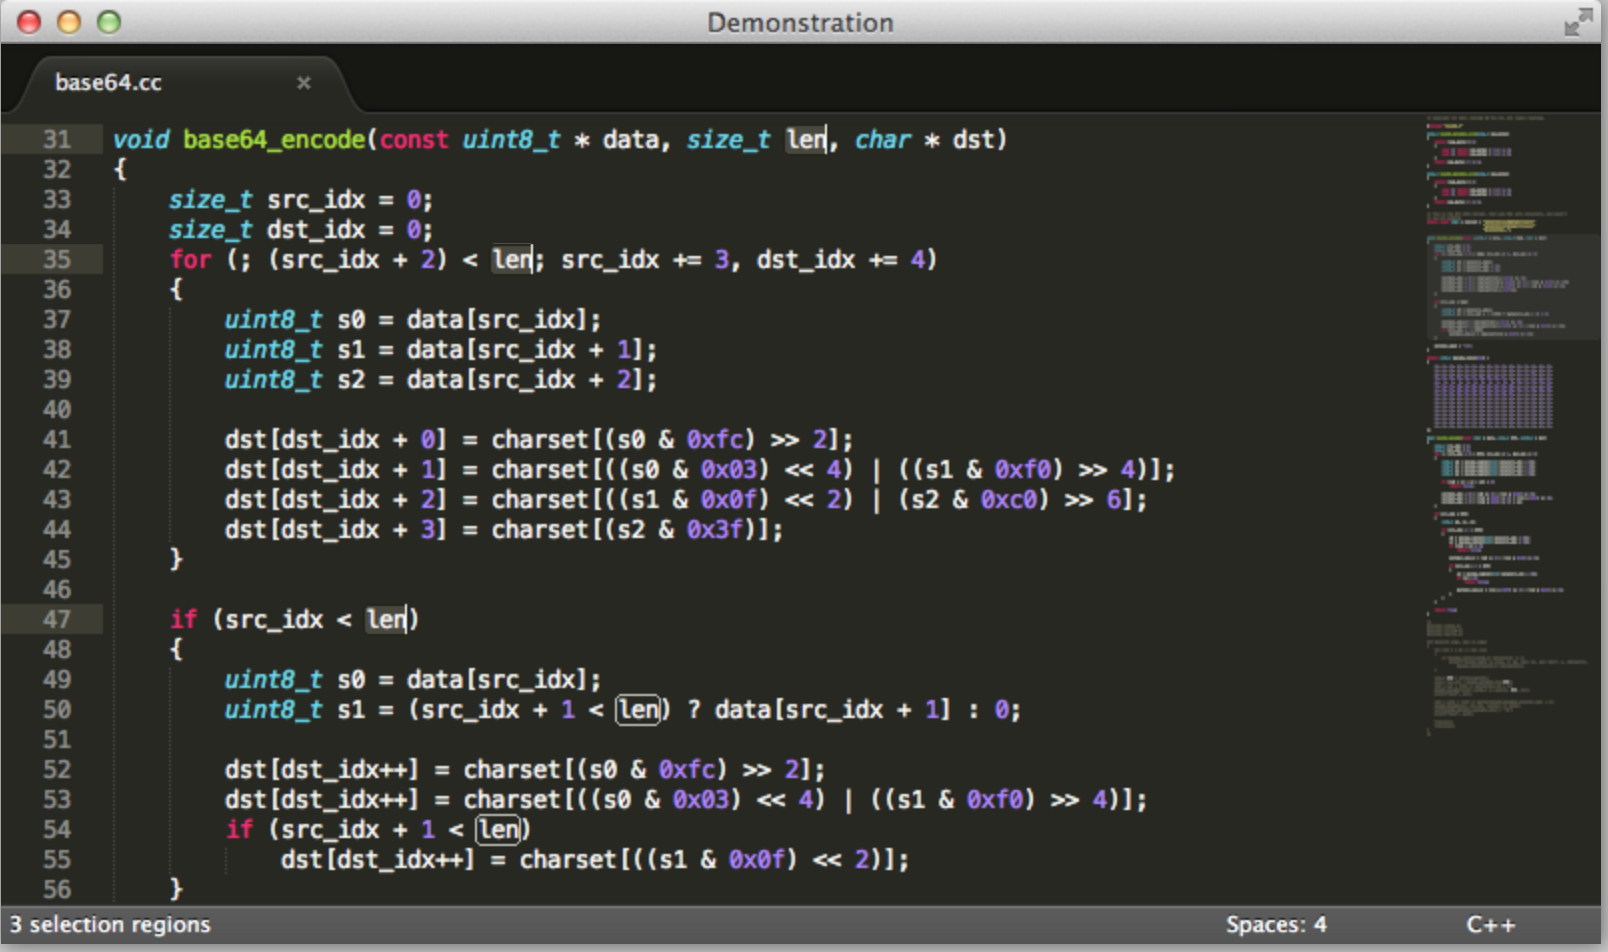 Demonstration
base64.cc ×
31 void base64_encode(const uint8_t * data, size_t len, char * dst)
32 {
33     size_t src_idx = 0;
34     size_t dst_idx = 0;
35     for (; (src_idx + 2) < len; src_idx += 3, dst_idx += 4)
36     {
37         uint8_t s0 = data[src_idx];
38         uint8_t s1 = data[src_idx + 1];
39         uint8_t s2 = data[src_idx + 2];
40
41         dst[dst_idx + 0] = charset[(s0 & 0xfc) >> 2];
42         dst[dst_idx + 1] = charset[((s0 & 0x03) << 4) | ((s1 & 0xf0) >> 4)];
43         dst[dst_idx + 2] = charset[((s1 & 0x0f) << 2) | (s2 & 0xc0) >> 6];
44         dst[dst_idx + 3] = charset[(s2 & 0x3f)];
45     }
46
47     if (src_idx < len)
48     {
49         uint8_t s0 = data[src_idx];
50         uint8_t s1 = (src_idx + 1 < len) ? data[src_idx + 1] : 0;
51
52         dst[dst_idx++] = charset[(s0 & 0xfc) >> 2];
53         dst[dst_idx++] = charset[((s0 & 0x03) << 4) | ((s1 & 0xf0) >> 4)];
54         if (src_idx + 1 < len)
55             dst[dst_idx++] = charset[((s1 & 0x0f) << 2)];
56     }
3 selection regions Spaces: 4 C++